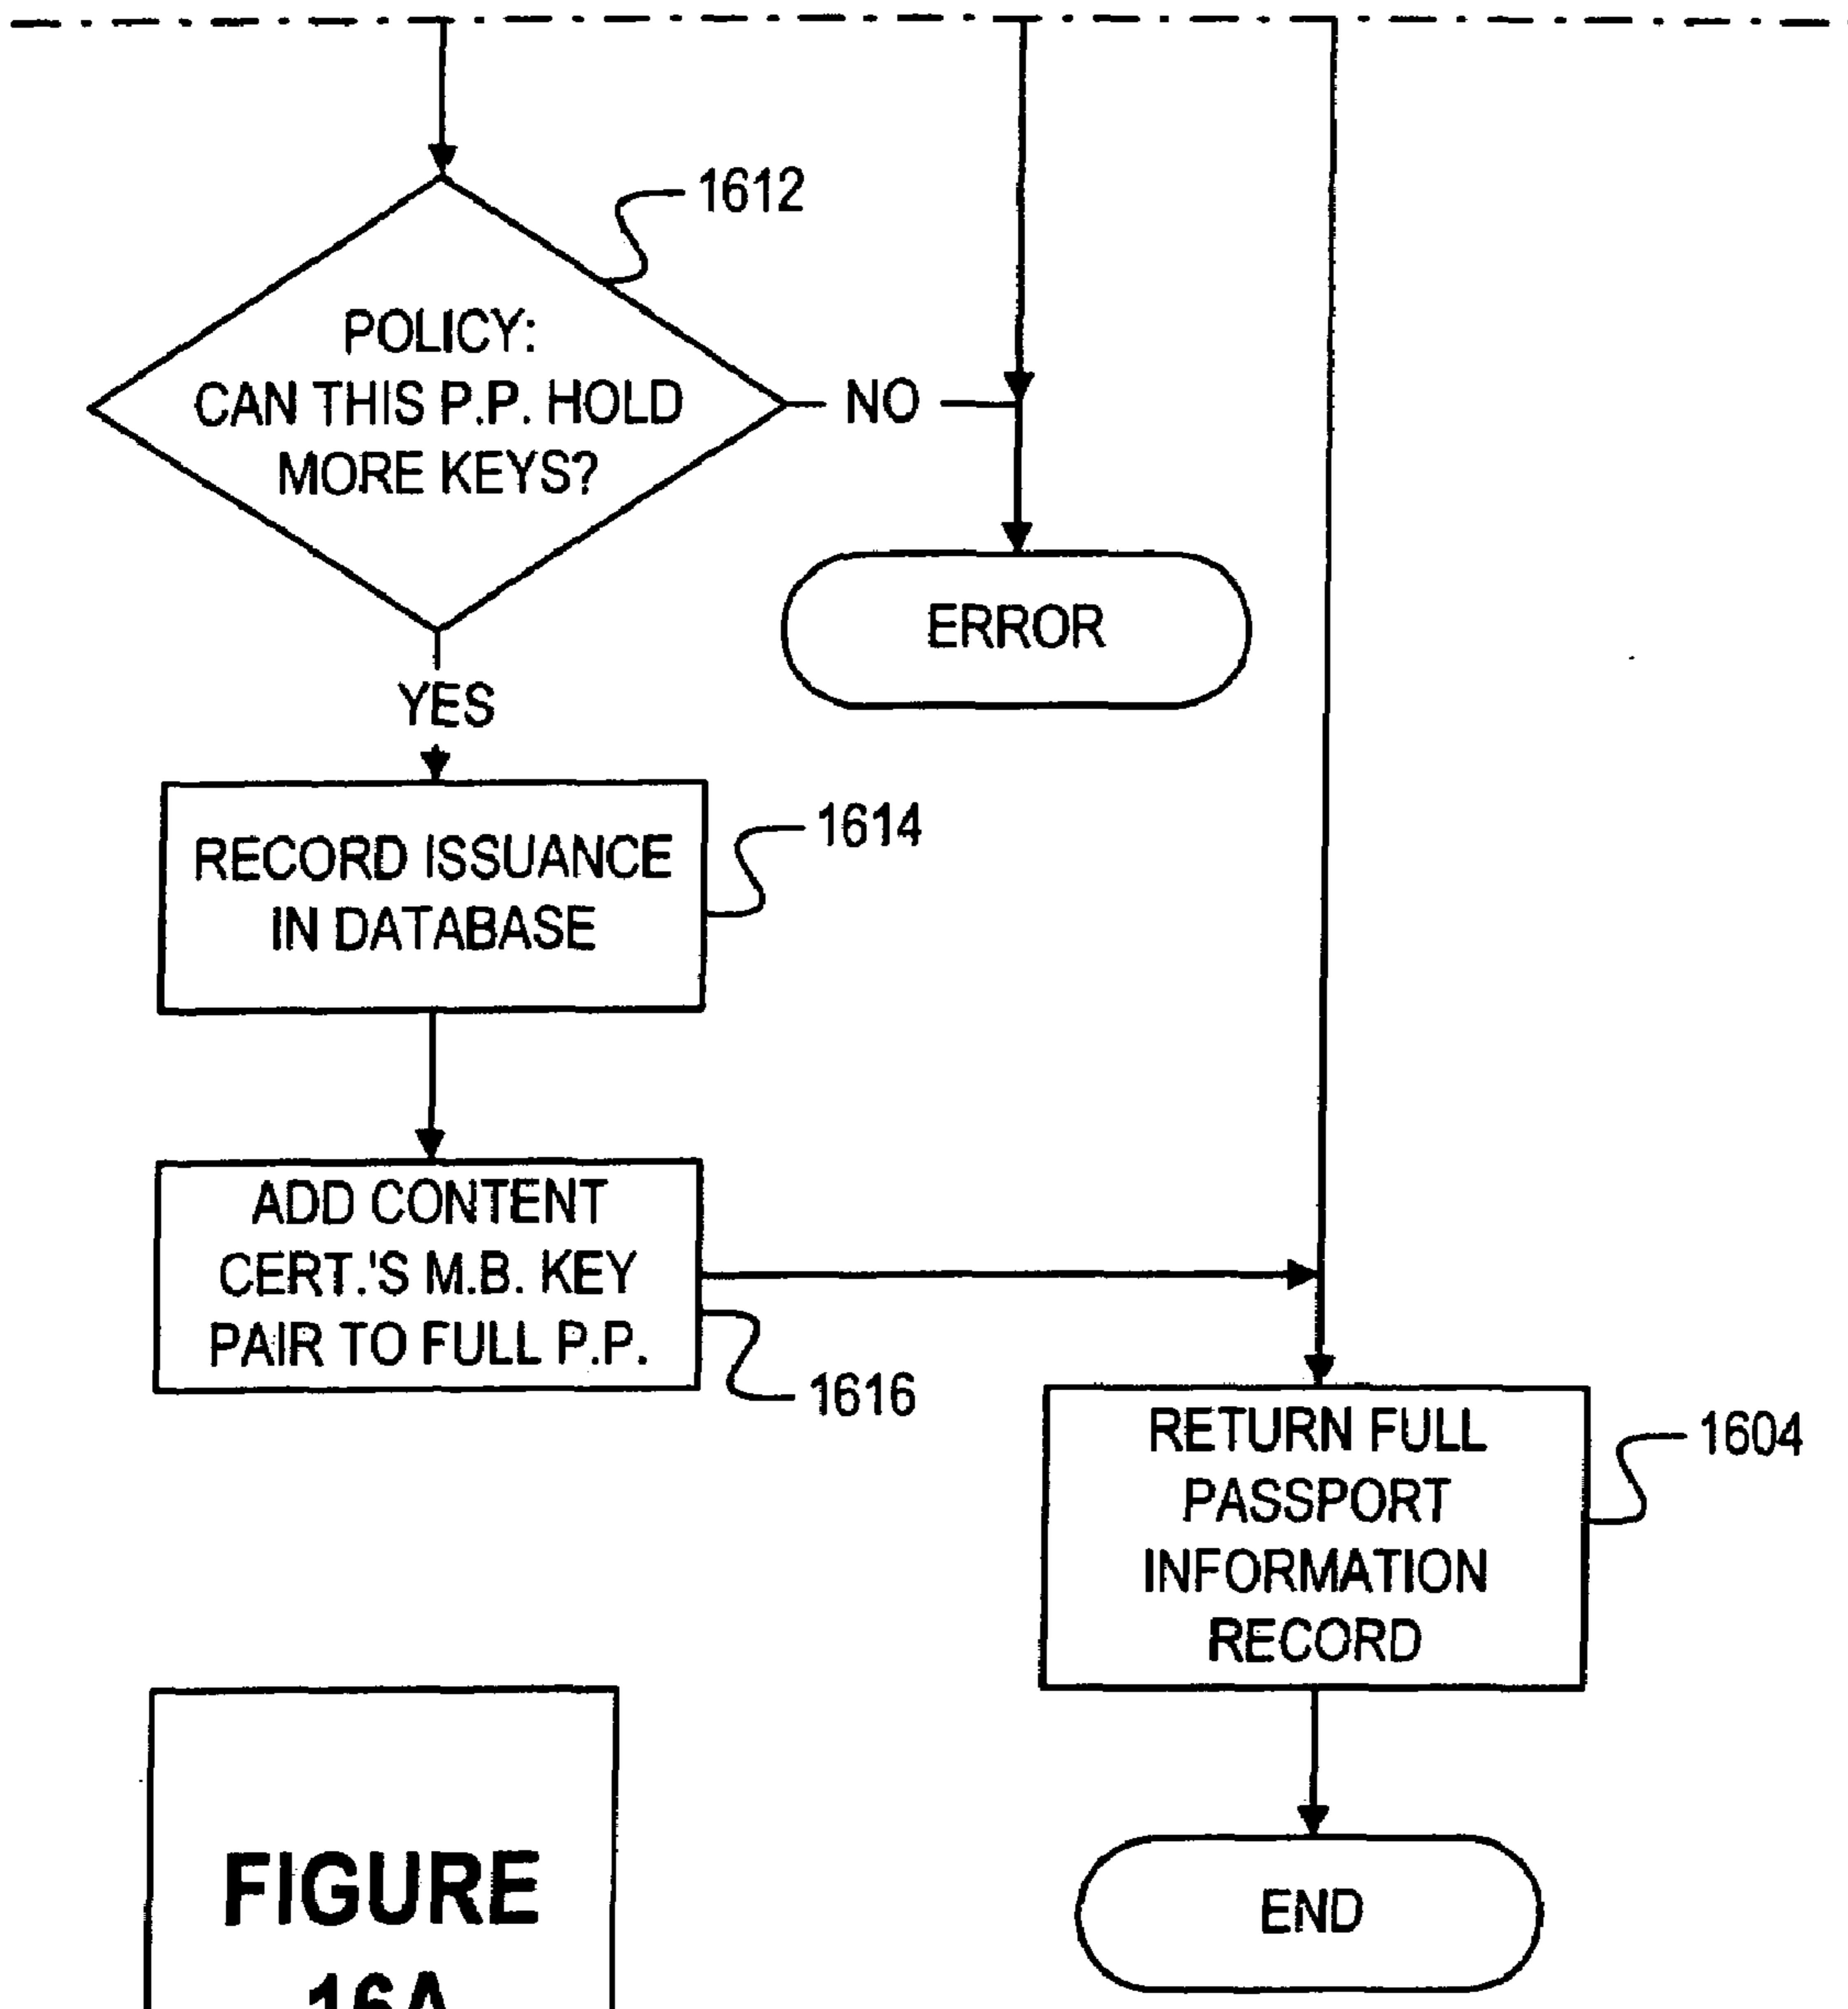 1612
POLICY:
CAN THIS P.P. HOLD
MORE KEYS?
NO
ERROR
YES
RECORD ISSUANCE
IN DATABASE
1614
ADD CONTENT
CERT.'S M.B. KEY
PAIR TO FULL P.P.
1616
RETURN FULL
PASSPORT
INFORMATION
RECORD
1604
END
FIGURE
16A